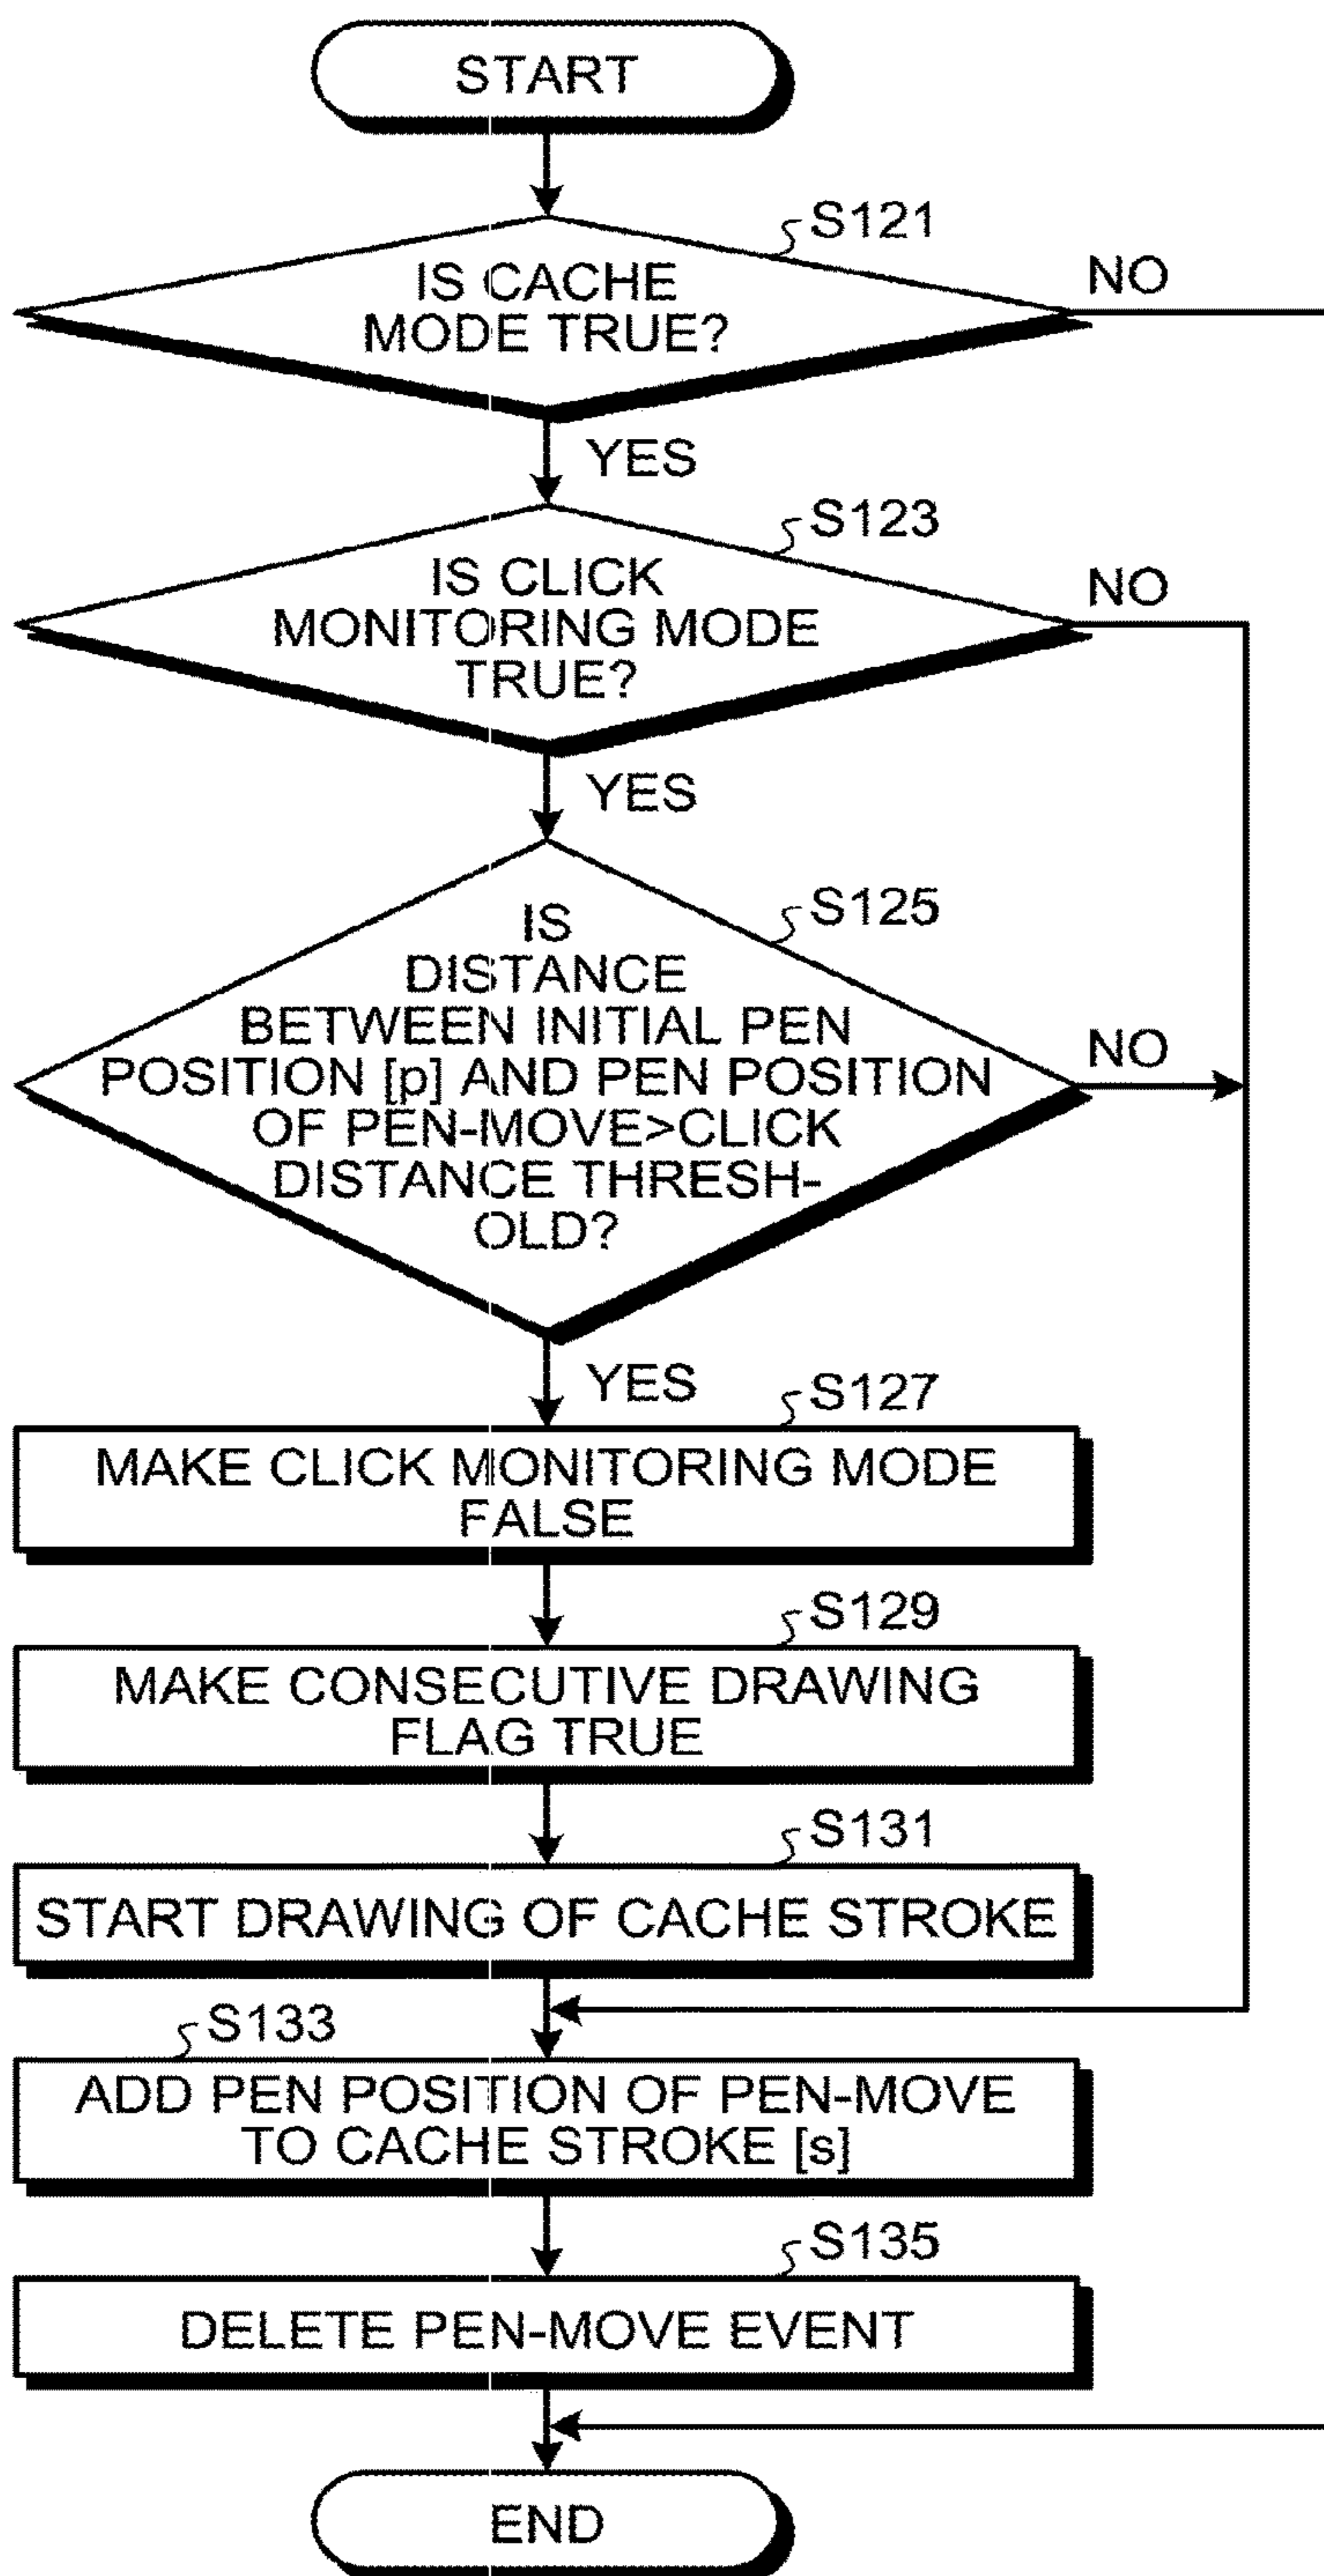 START
S121
IS CACHE
MODE TRUE?
NO
YES
S123
IS CLICK
MONITORING MODE
TRUE?
NO
YES
S125
IS
DISTANCE
BETWEEN INITIAL PEN
POSITION [p] AND PEN POSITION
OF PEN-MOVE>CLICK
DISTANCE THRESH-
OLD?
NO
YES
S127
MAKE CLICK MONITORING MODE
FALSE
S129
MAKE CONSECUTIVE DRAWING
FLAG TRUE
S131
START DRAWING OF CACHE STROKE
S133
ADD PEN POSITION OF PEN-MOVE
TO CACHE STROKE [s]
S135
DELETE PEN-MOVE EVENT
END